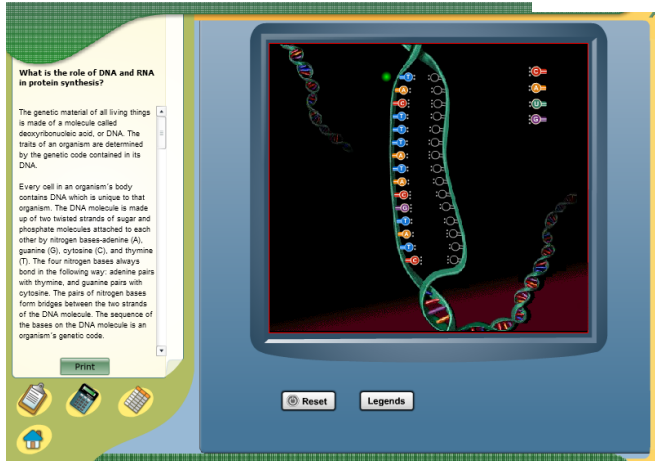 What is the role of DNA and RNA
in protein synthesis?
The genetic material of all living things
is made of a molecule called
deoxyribonucleic acid, or DNA. The
traits of an organism are determined
by the genetic code contained in its
DNA.
Every cell in an organism's body
contains DNA which is unique to that
organism. The DNA molecule is made
up of two twisted strands of sugar and
phosphate molecules attached to each
other by nitrogen bases-adenine (A),
guanine (G), cytosine (C), and thymine
(T). The four nitrogen bases always
bond in the following way: adenine pairs
with thymine, and guanine pairs with
cytosine. The pairs of nitrogen bases
form bridges between the two strands
of the DNA molecule. The sequence of
the bases on the DNA molecule is an
organism's genetic code.
Print
T
A
C
T
T
T
A
T
A
C
G
T
A
T
C
C
A
U
G
Reset
Legends